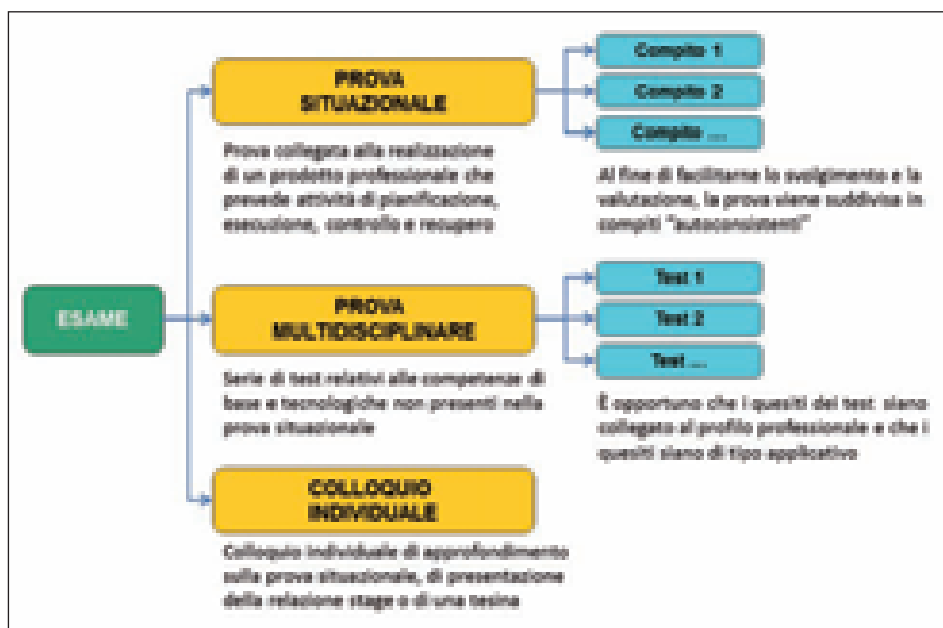 ESAME
PROVA
SITUAZIONALE
Prova collegata alla realizzazione
di un prodotto professionale che
prevede attività di pianificazione,
esecuzione, controllo e recupero
Compito 1
Compito 2
Compito ...
Al fine di facilitarne lo svolgimento e la
valutazione, la prova viene suddivisa in
compiti "autoconsistenti"
PROVA
MULTIDISCIPLINARE
Serie di test relativi alle competenze di
base e tecnologiche non presenti nella
prova situazionale
Test 1
Test 2
Test ...
È opportuno che i quesiti dei test siano
collegato al profilo professionale e che i
quesiti siano di tipo applicativo
COLLOQUIO
INDIVIDUALE
Colloquio individuale di approfondimento
sulla prova situazionale, di presentazione
della relazione stage o di una tesina